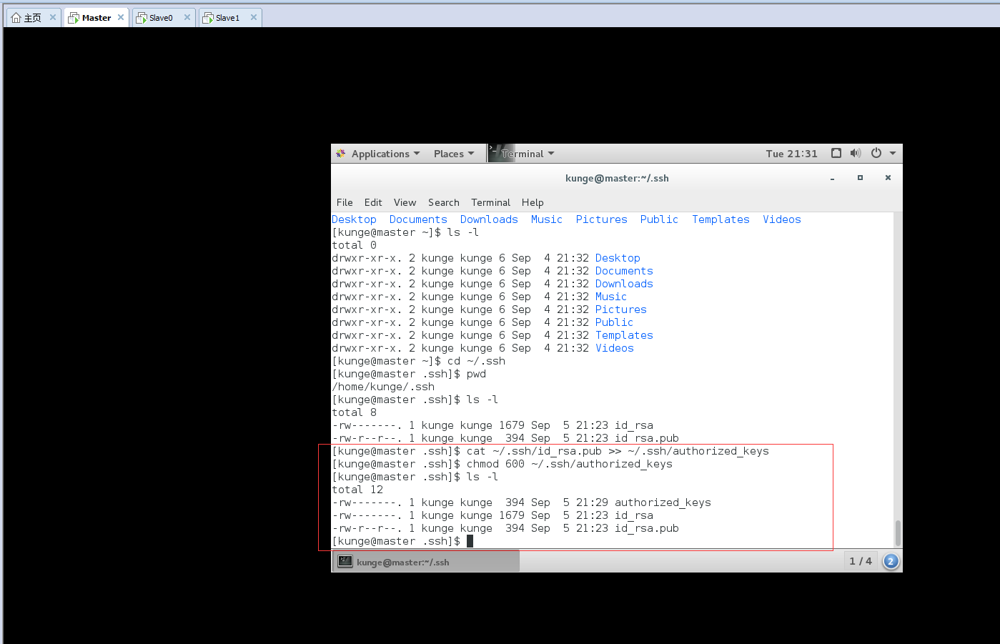 主页 Master Slave0 Slave1
Applications Places Terminal Tue 21:31
kunge@master:~/.ssh
File Edit View Search Terminal Help
Desktop  Documents  Downloads  Music  Pictures  Public  Templates  Videos
[kunge@master ~]$ ls -l
total 0
drwxr-xr-x. 2 kunge kunge 6 Sep  4 21:32 Desktop
drwxr-xr-x. 2 kunge kunge 6 Sep  4 21:32 Documents
drwxr-xr-x. 2 kunge kunge 6 Sep  4 21:32 Downloads
drwxr-xr-x. 2 kunge kunge 6 Sep  4 21:32 Music
drwxr-xr-x. 2 kunge kunge 6 Sep  4 21:32 Pictures
drwxr-xr-x. 2 kunge kunge 6 Sep  4 21:32 Public
drwxr-xr-x. 2 kunge kunge 6 Sep  4 21:32 Templates
drwxr-xr-x. 2 kunge kunge 6 Sep  4 21:32 Videos
[kunge@master ~]$ cd ~/.ssh
[kunge@master .ssh]$ pwd
/home/kunge/.ssh
[kunge@master .ssh]$ ls -l
total 8
-rw-------. 1 kunge kunge 1679 Sep  5 21:23 id_rsa
-rw-r--r--. 1 kunge kunge  394 Sep  5 21:23 id_rsa.pub
[kunge@master .ssh]$ cat ~/.ssh/id_rsa.pub >> ~/.ssh/authorized_keys
[kunge@master .ssh]$ chmod 600 ~/.ssh/authorized_keys
[kunge@master .ssh]$ ls -l
total 12
-rw-------. 1 kunge kunge  394 Sep  5 21:29 authorized_keys
-rw-------. 1 kunge kunge 1679 Sep  5 21:23 id_rsa
-rw-r--r--. 1 kunge kunge  394 Sep  5 21:23 id_rsa.pub
[kunge@master .ssh]$
kunge@master:~/.ssh 1 / 4 2